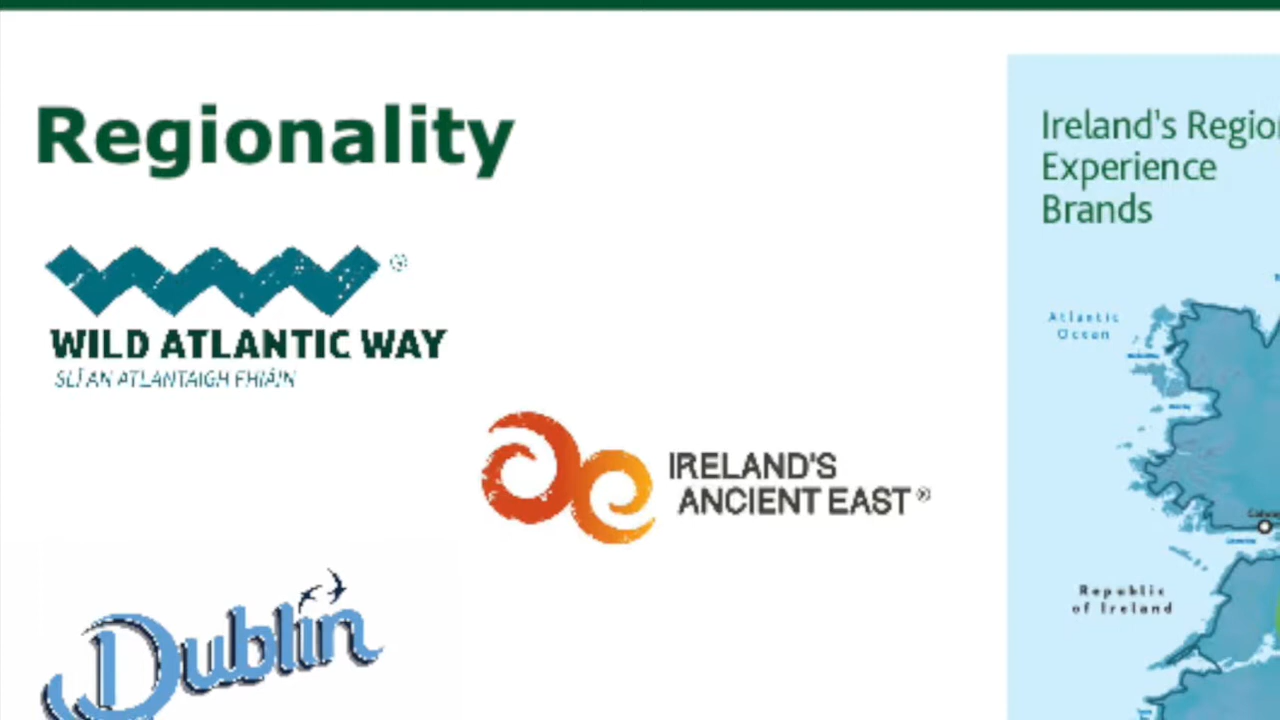 Regionality
WILD ATLANTIC WAY ®
SLÍ AN ATLANTAIGH FHIÁIN
IRELAND'S
ANCIENT EAST ®
Dublin
Ireland's Regio
Experience
Brands
Atlantic
Ocean
Republic
of Ireland